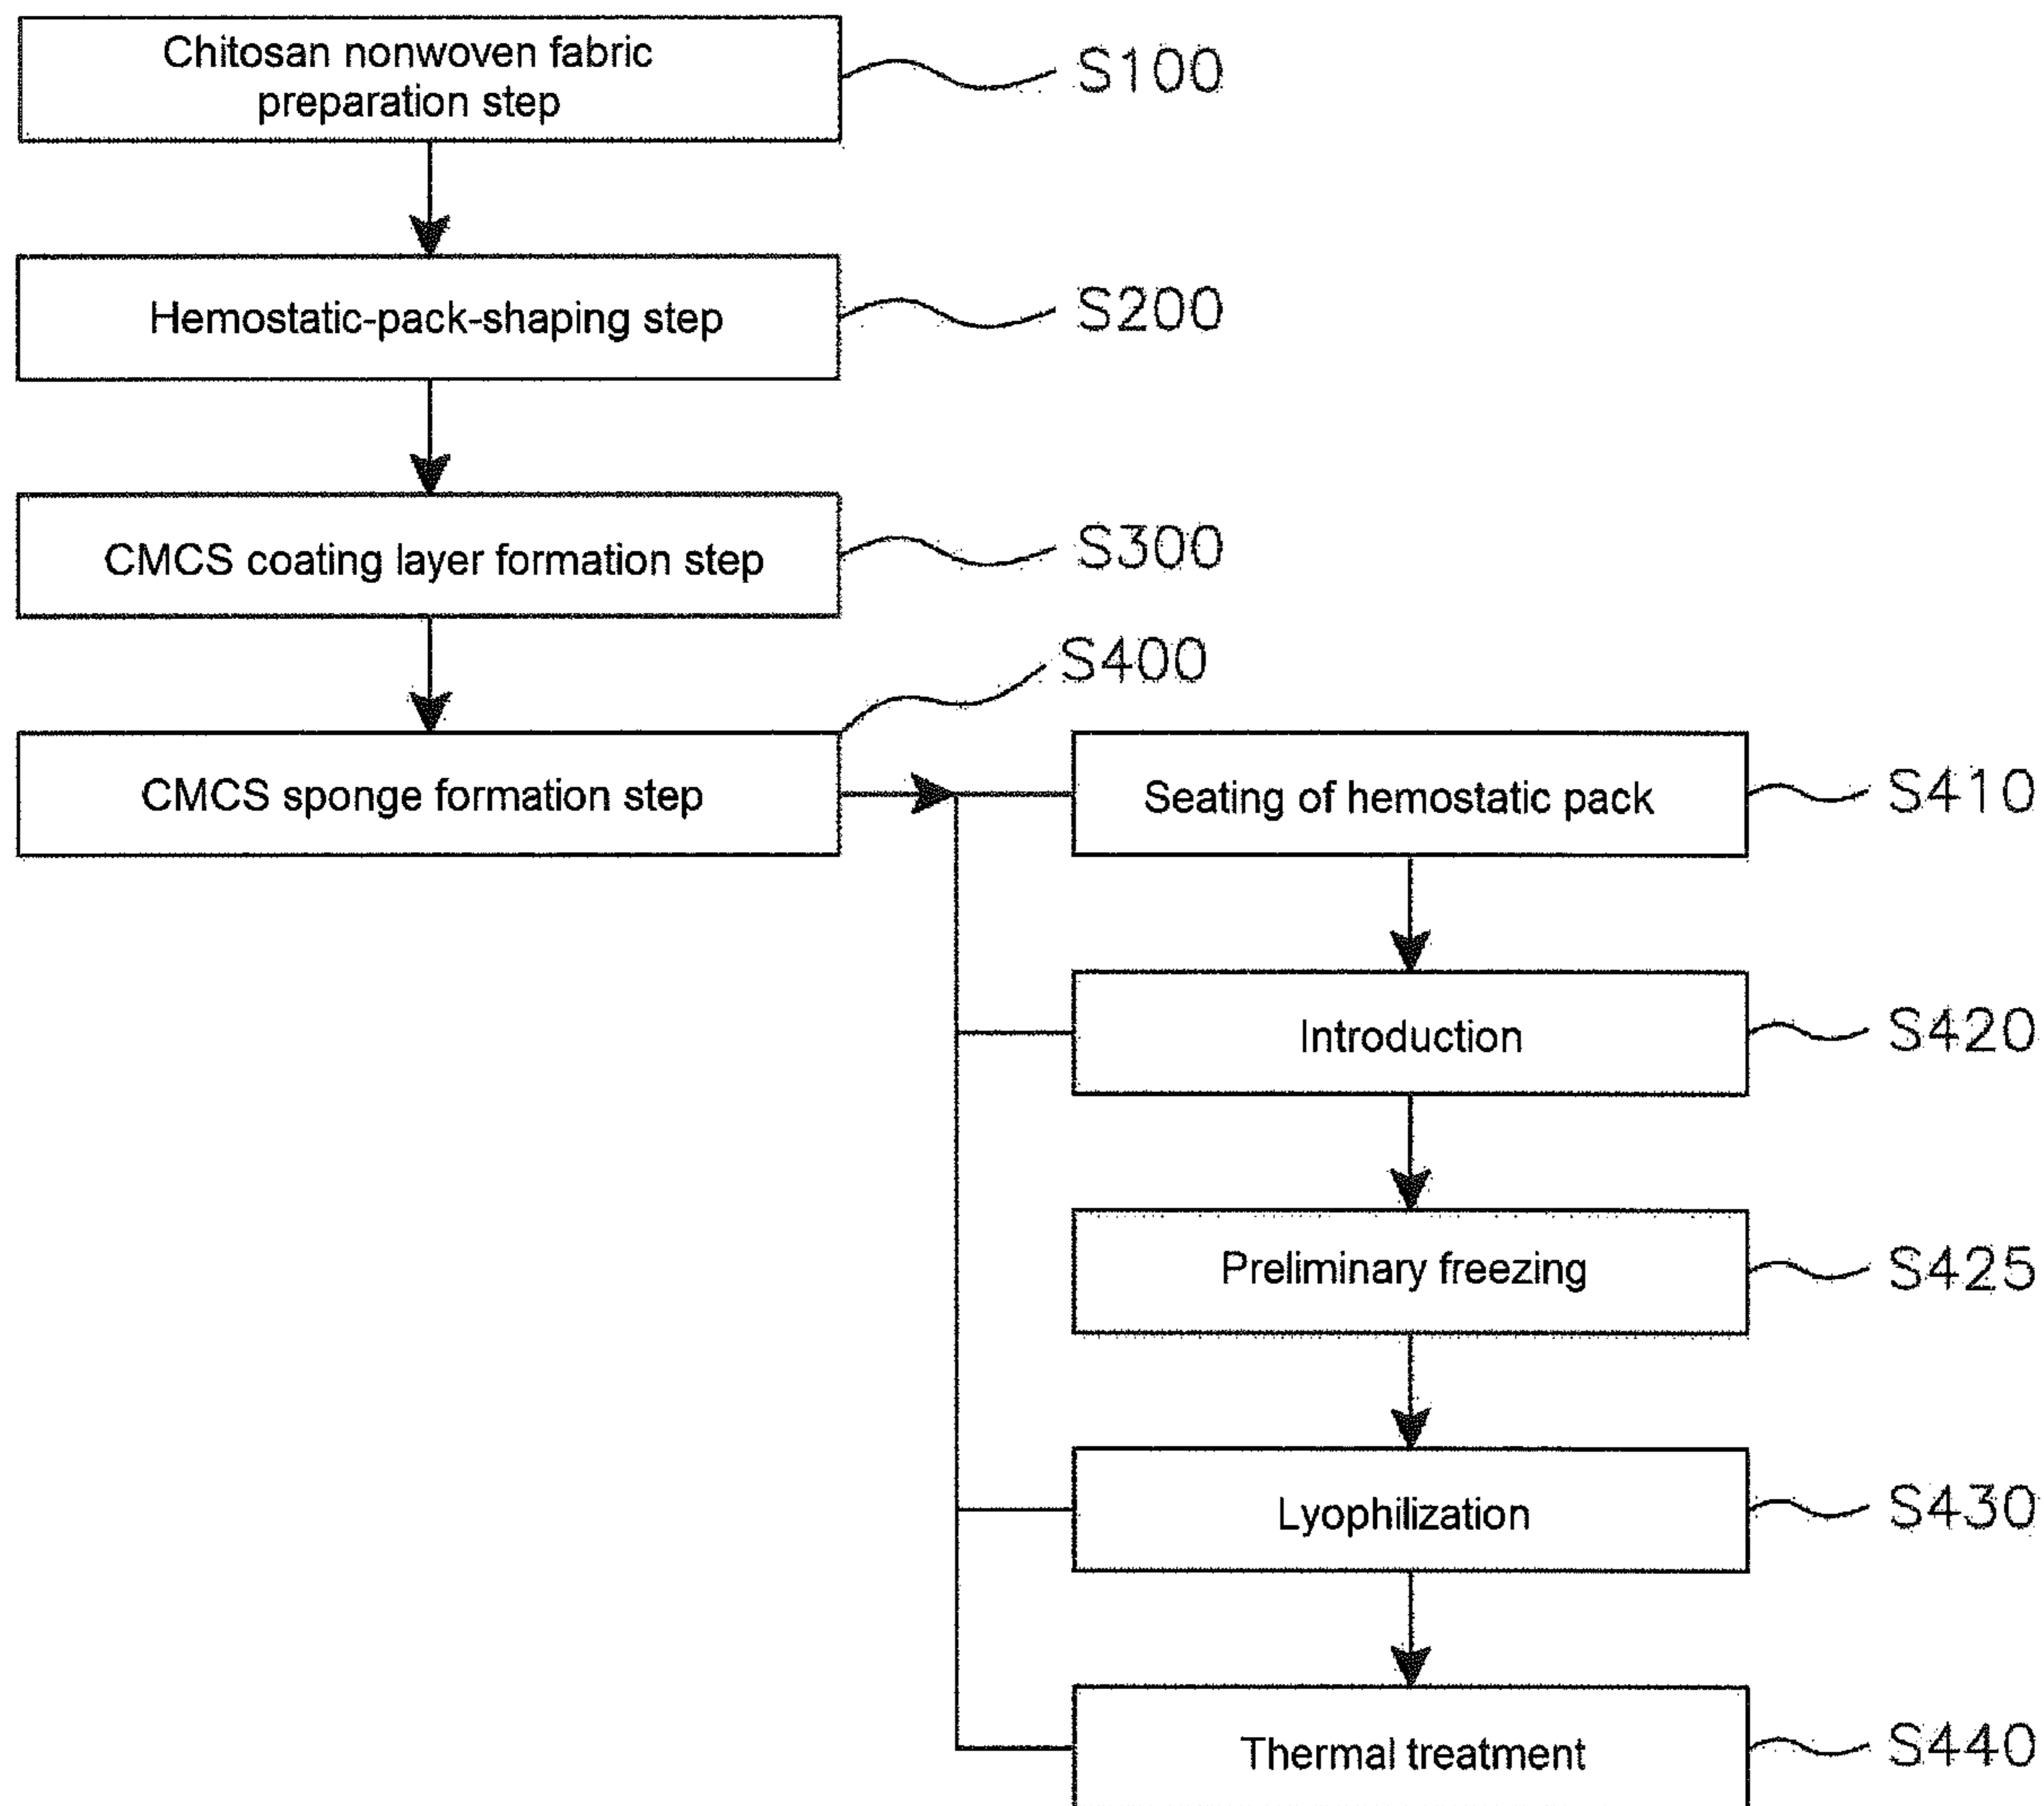 Chitosan nonwoven fabric
preparation step
S100
Hemostatic-pack-shaping step
S200
CMCS coating layer formation step
S300
S400
CMCS sponge formation step
Seating of hemostatic pack
S410
Introduction
S420
Preliminary freezing
S425
Lyophilization
S430
Thermal treatment
S440